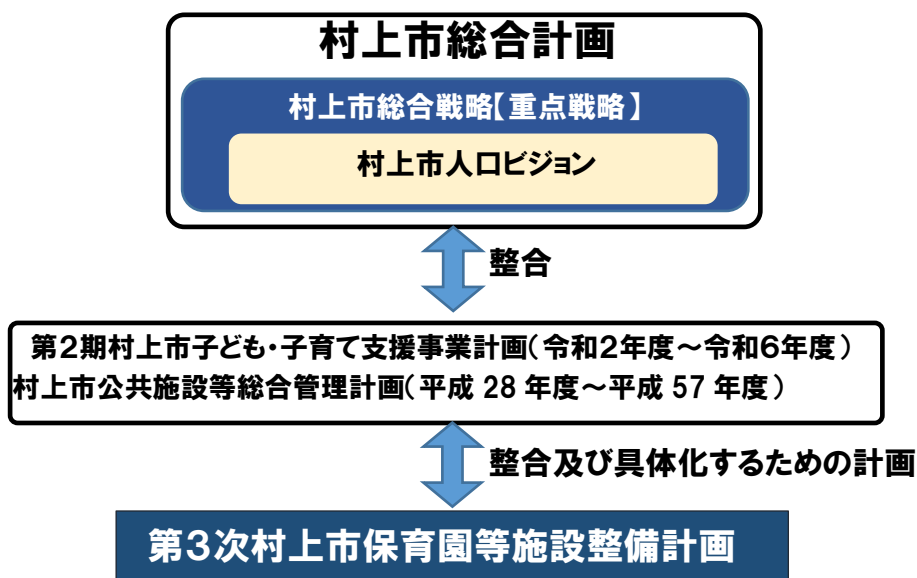 村上市総合計画
村上市総合戦略【重点戦略】
村上市人口ビジョン
整合
第2期村上市子ども・子育て支援事業計画(令和2年度～令和6年度)
村上市公共施設等総合管理計画(平成 28 年度～平成 57 年度)
整合及び具体化するための計画
第3次村上市保育園等施設整備計画